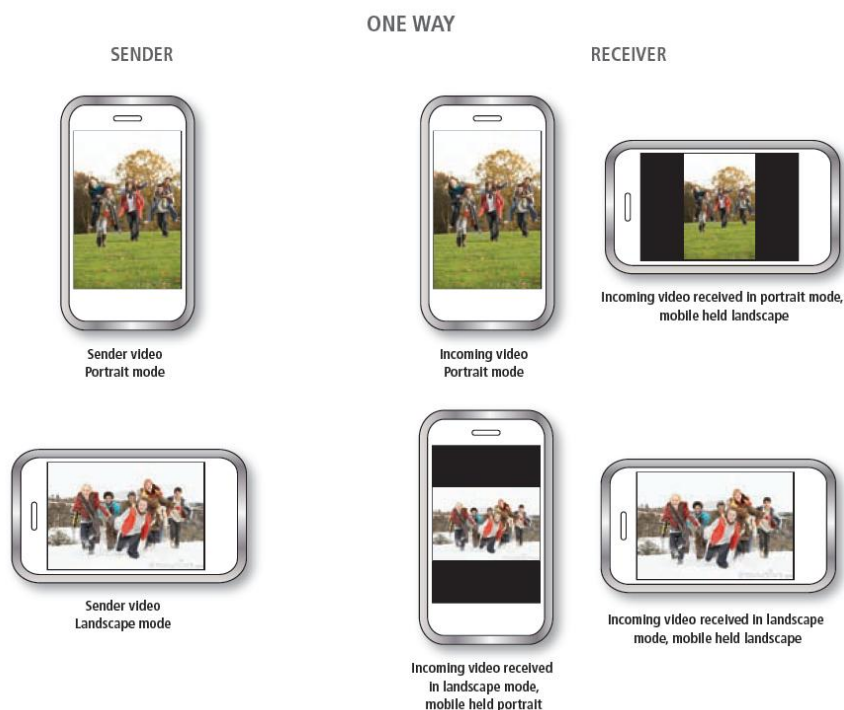 ONE WAY
SENDER
RECEIVER
Sender video
Portrait mode
Incoming video
Portrait mode
Incoming video received in portrait mode,
mobile held landscape
Sender video
Landscape mode
Incoming video received
in landscape mode,
mobile held portrait
Incoming video received in landscape
mode, mobile held landscape